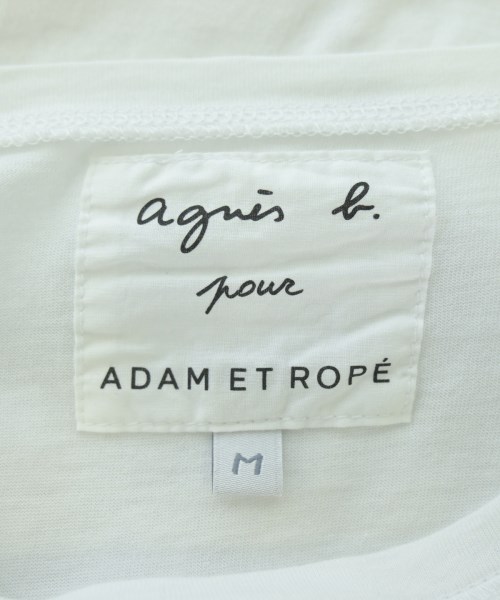 agnès b.
pour
ADAM ET ROPÉ
M